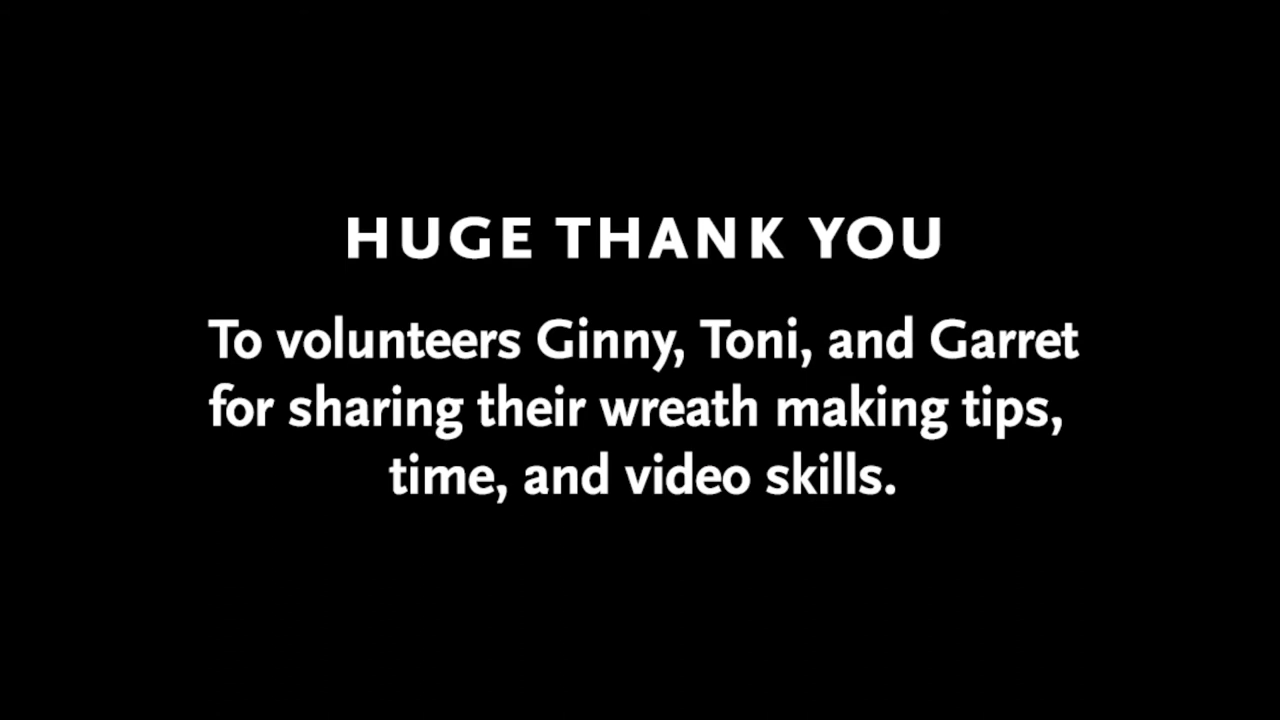 HUGE THANK YOU
To volunteers Ginny, Toni, and Garret
for sharing their wreath making tips,
time, and video skills.